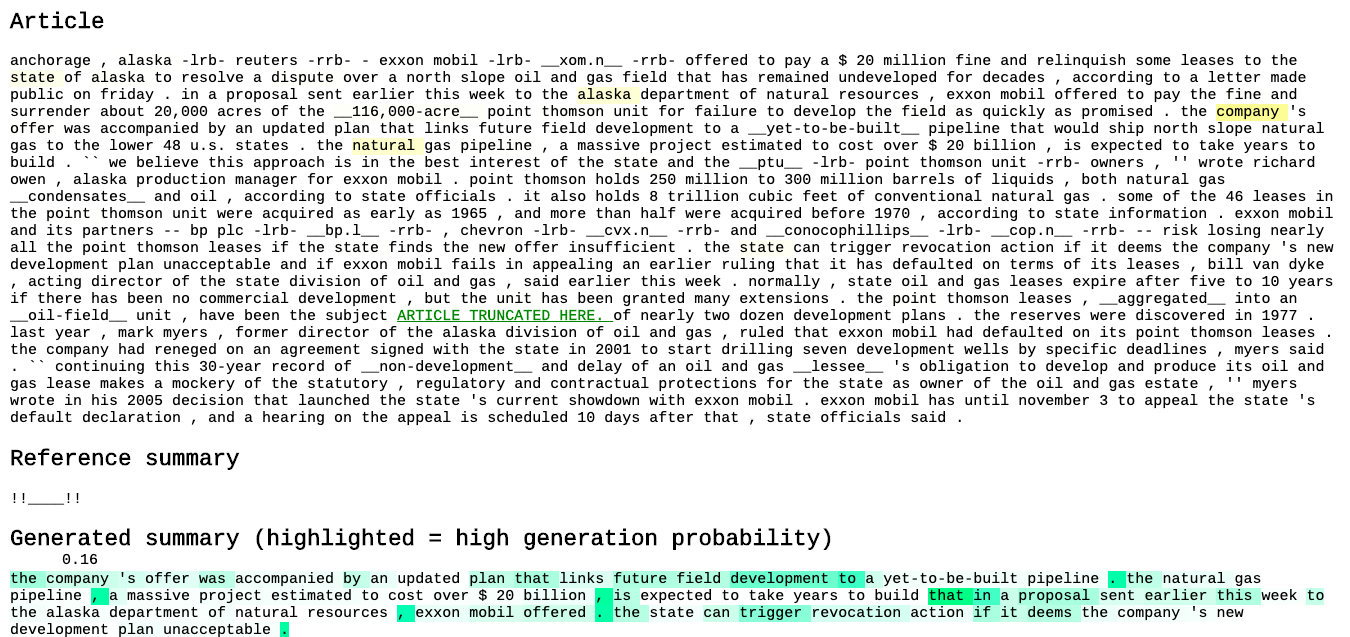 Article
anchorage , alaska -lrb- reuters -rrb- - exxon mobil -lrb- __xom.n__ -rrb- offered to pay a $ 20 million fine and relinquish some leases to the
state of alaska to resolve a dispute over a north slope oil and gas field that has remained undeveloped for decades , according to a letter made
public on friday . in a proposal sent earlier this week to the alaska department of natural resources , exxon mobil offered to pay the fine and
surrender about 20,000 acres of the __116,000-acre__ point thomson unit for failure to develop the field as quickly as promised . the company 's
offer was accompanied by an updated plan that links future field development to a __yet-to-be-built__ pipeline that would ship north slope natural
gas to the lower 48 u.s. states . the natural gas pipeline , a massive project estimated to cost over $ 20 billion , is expected to take years to
build . `` we believe this approach is in the best interest of the state and the __ptu__ -lrb- point thomson unit -rrb- owners , '' wrote richard
owen , alaska production manager for exxon mobil . point thomson holds 250 million to 300 million barrels of liquids , both natural gas
__condensates__ and oil , according to state officials . it also holds 8 trillion cubic feet of conventional natural gas . some of the 46 leases in
the point thomson unit were acquired as early as 1965 , and more than half were acquired before 1970 , according to state information . exxon mobil
and its partners -- bp plc -lrb- __bp.l__ -rrb- , chevron -lrb- __cvx.n__ -rrb- and __conocophillips__ -lrb- __cop.n__ -rrb- -- risk losing nearly
all the point thomson leases if the state finds the new offer insufficient . the state can trigger revocation action if it deems the company 's new
development plan unacceptable and if exxon mobil fails in appealing an earlier ruling that it has defaulted on terms of its leases , bill van dyke
, acting director of the state division of oil and gas , said earlier this week . normally , state oil and gas leases expire after five to 10 years
if there has been no commercial development , but the unit has been granted many extensions . the point thomson leases , __aggregated__ into an
__oil-field__ unit , have been the subject ARTICLE TRUNCATED HERE. of nearly two dozen development plans . the reserves were discovered in 1977 .
last year , mark myers , former director of the alaska division of oil and gas , ruled that exxon mobil had defaulted on its point thomson leases .
the company had reneged on an agreement signed with the state in 2001 to start drilling seven development wells by specific deadlines , myers said
. `` continuing this 30-year record of __non-development__ and delay of an oil and gas __lessee__ 's obligation to develop and produce its oil and
gas lease makes a mockery of the statutory , regulatory and contractual protections for the state as owner of the oil and gas estate , '' myers
wrote in his 2005 decision that launched the state 's current showdown with exxon mobil . exxon mobil has until november 3 to appeal the state 's
default declaration , and a hearing on the appeal is scheduled 10 days after that , state officials said .
Reference summary
!!____!!
Generated summary (highlighted = high generation probability)
0.16
the company 's offer was accompanied by an updated plan that links future field development to a yet-to-be-built pipeline . the natural gas
pipeline , a massive project estimated to cost over $ 20 billion , is expected to take years to build that in a proposal sent earlier this week to
the alaska department of natural resources , exxon mobil offered . the state can trigger revocation action if it deems the company 's new
development plan unacceptable .